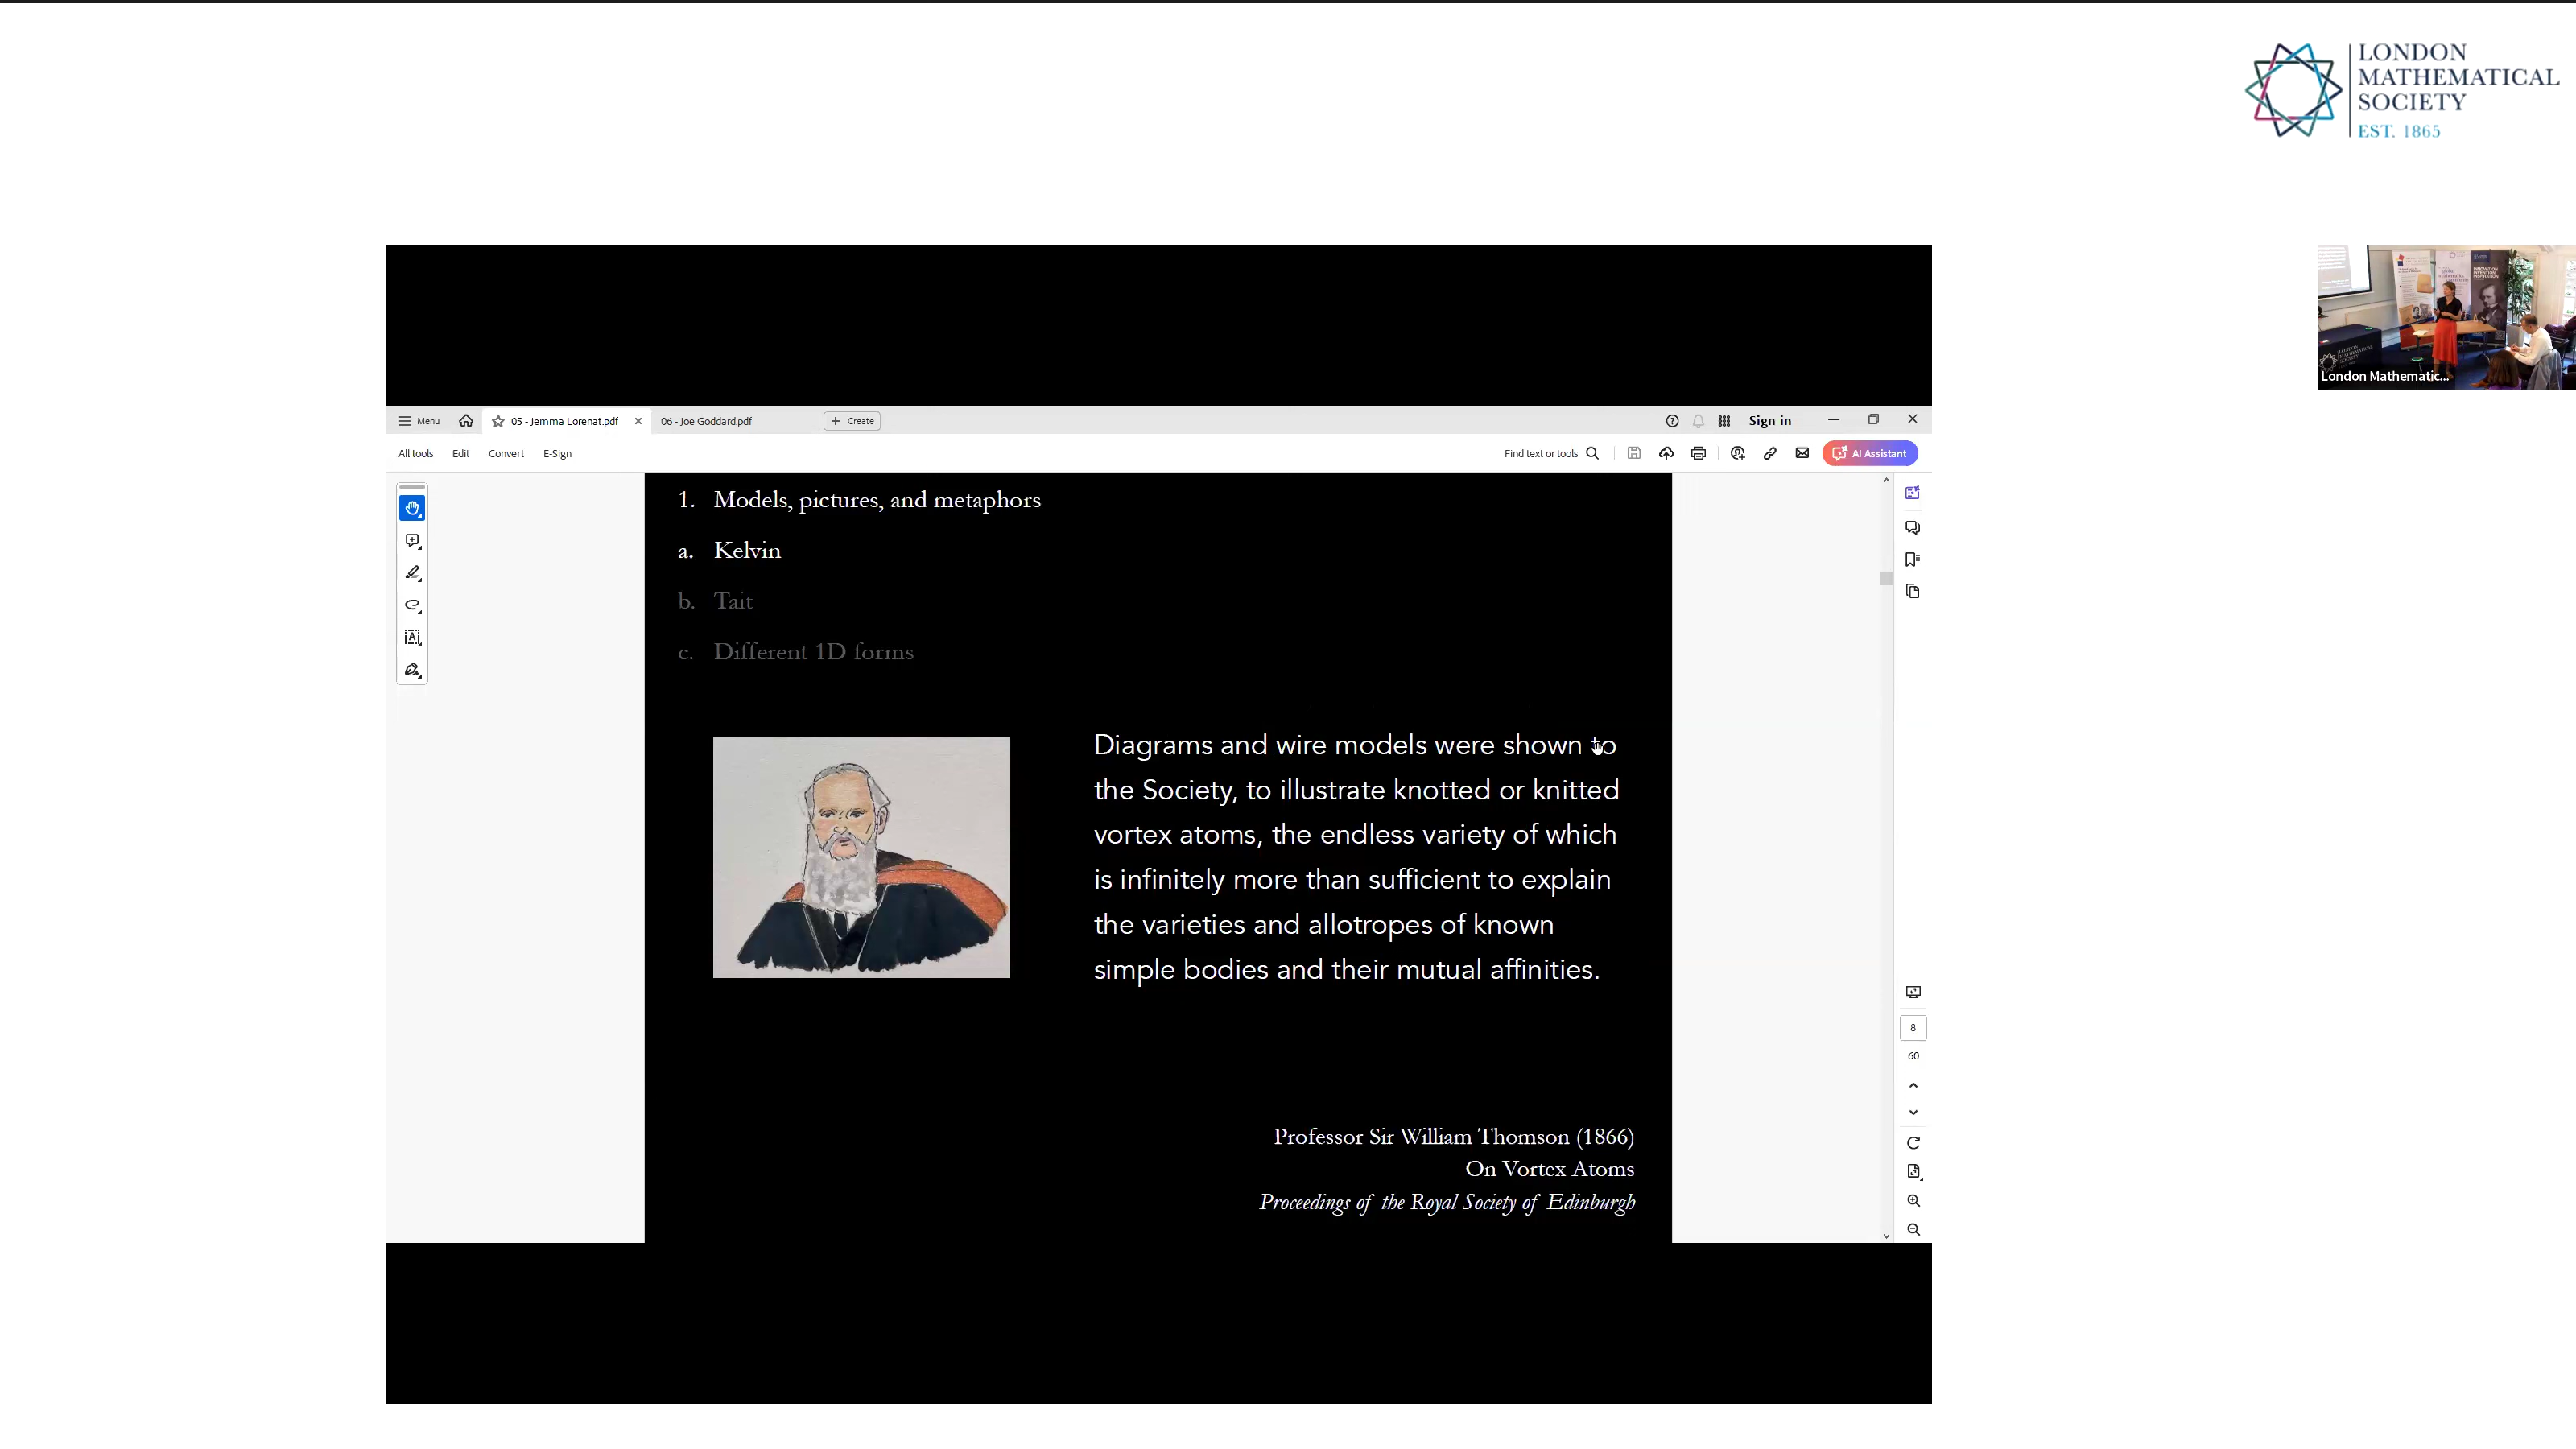 LONDON
MATHEMATICAL
SOCIETY
EST. 1865
London Mathematic...
Menu
05 - Jemma Lorenat.pdf
06 - Joe Goddard.pdf
Create
Sign in
All tools
Edit
Convert
E-Sign
Find text or tools
AI Assistant
1. Models, pictures, and metaphors
a. Kelvin
b. Tait
c. Different 1D forms
Diagrams and wire models were shown to
the Society, to illustrate knotted or knitted
vortex atoms, the endless variety of which
is infinitely more than sufficient to explain
the varieties and allotropes of known
simple bodies and their mutual affinities.
8
60
Professor Sir William Thomson (1866)
On Vortex Atoms
Proceedings of the Royal Society of Edinburgh